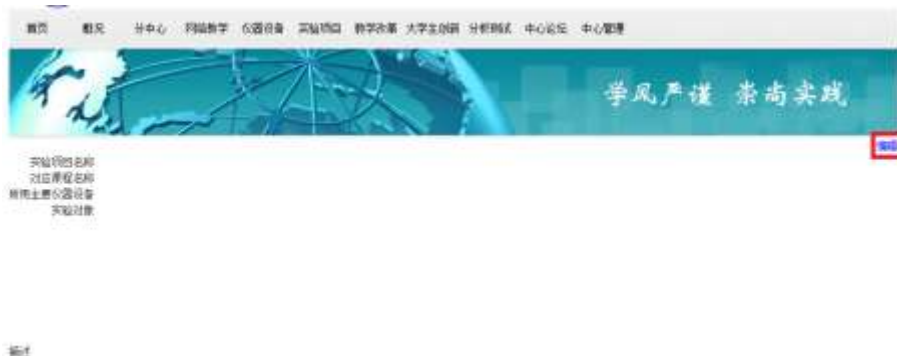 首页 概况 分中心 网络教学 仪器设备 实验项目 教学改革 大学生创新 分析测试 中心论坛 中心管理
学风严谨 崇尚实践
编辑
实验项目名称
对应课程名称
所用主要仪器设备
实验对象
描述